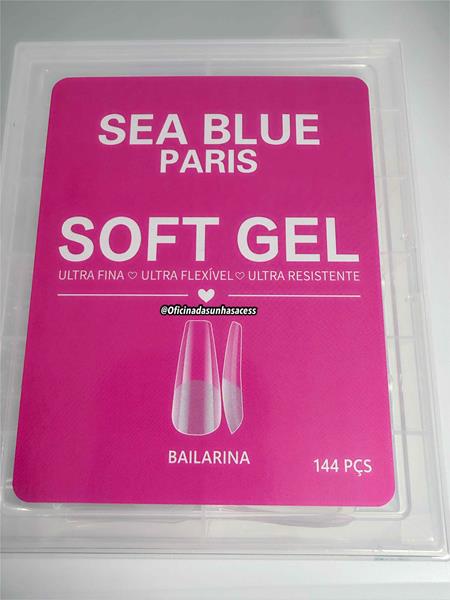 SEA BLUE
PARIS
SOFT GEL
ULTRA FINA ♡ ULTRA FLEXÍVEL ♡ ULTRA RESISTENTE
@Oficinadasunhasacess
BAILARINA
144 PÇS